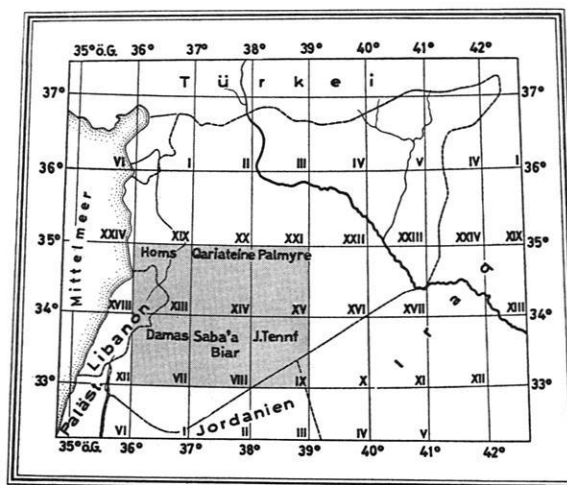 35° ö.G. 36° 37° 38° 39° 40° 41° 42°
Türkei
37° 37°
36° VI I II III IV V IV I 36°
35° XXIV XIX XX XXI XXII XXIII XXIV XIX 35°
Homs Qariateine Palmyre
Mittelmeer
34° XVIII XIII XIV XV XVI XVII XIII 34°
Libanon
Damas Saba'a J.Tennf
Biar
Iraq
33° XII VII VIII IX X XI XII 33°
Paläst.
Jordanien
VI I II III IV V
35° ö.G. 36° 37° 38° 39° 40° 41° 42°